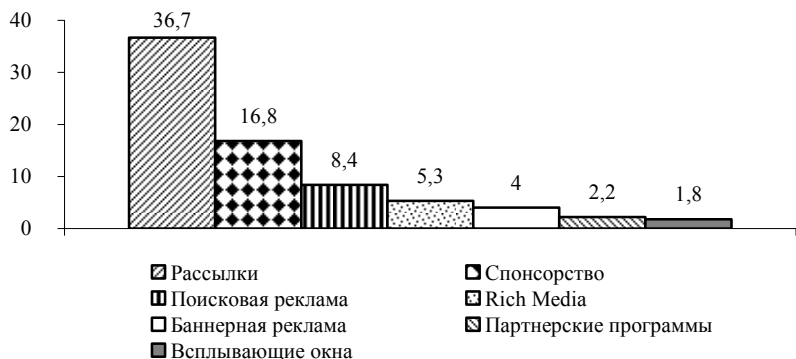 40
30
20
10
0
36,7
16,8
8,4
5,3
4
2,2
1,8
Рассылки
Спонсорство
Поисковая реклама
Rich Media
Баннерная реклама
Партнерские программы
Всплывающие окна